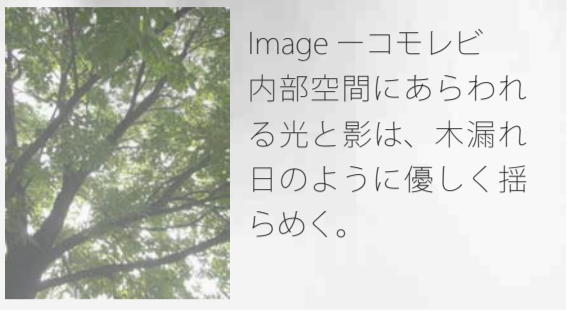 Image ーコモレビ
内部空間にあらわれ
る光と影は、木漏れ
日のように優しく揺
らめく。